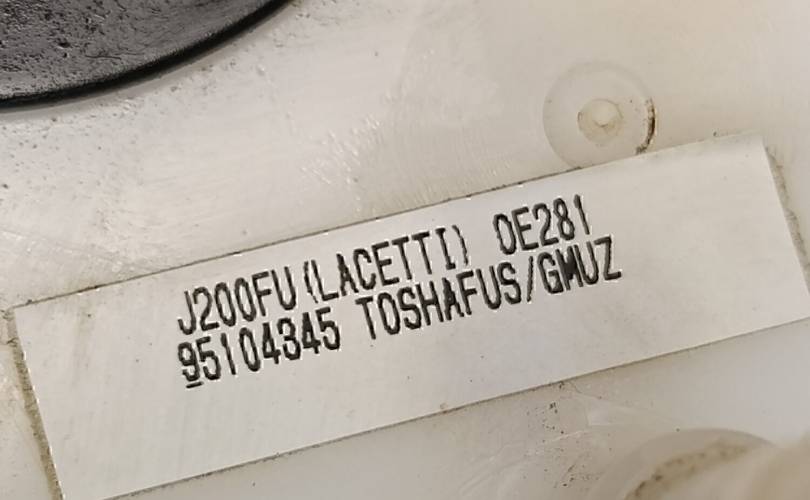 J200FU(LACETTI) 0E281
95104345 TOSHAFUS/GMUZ